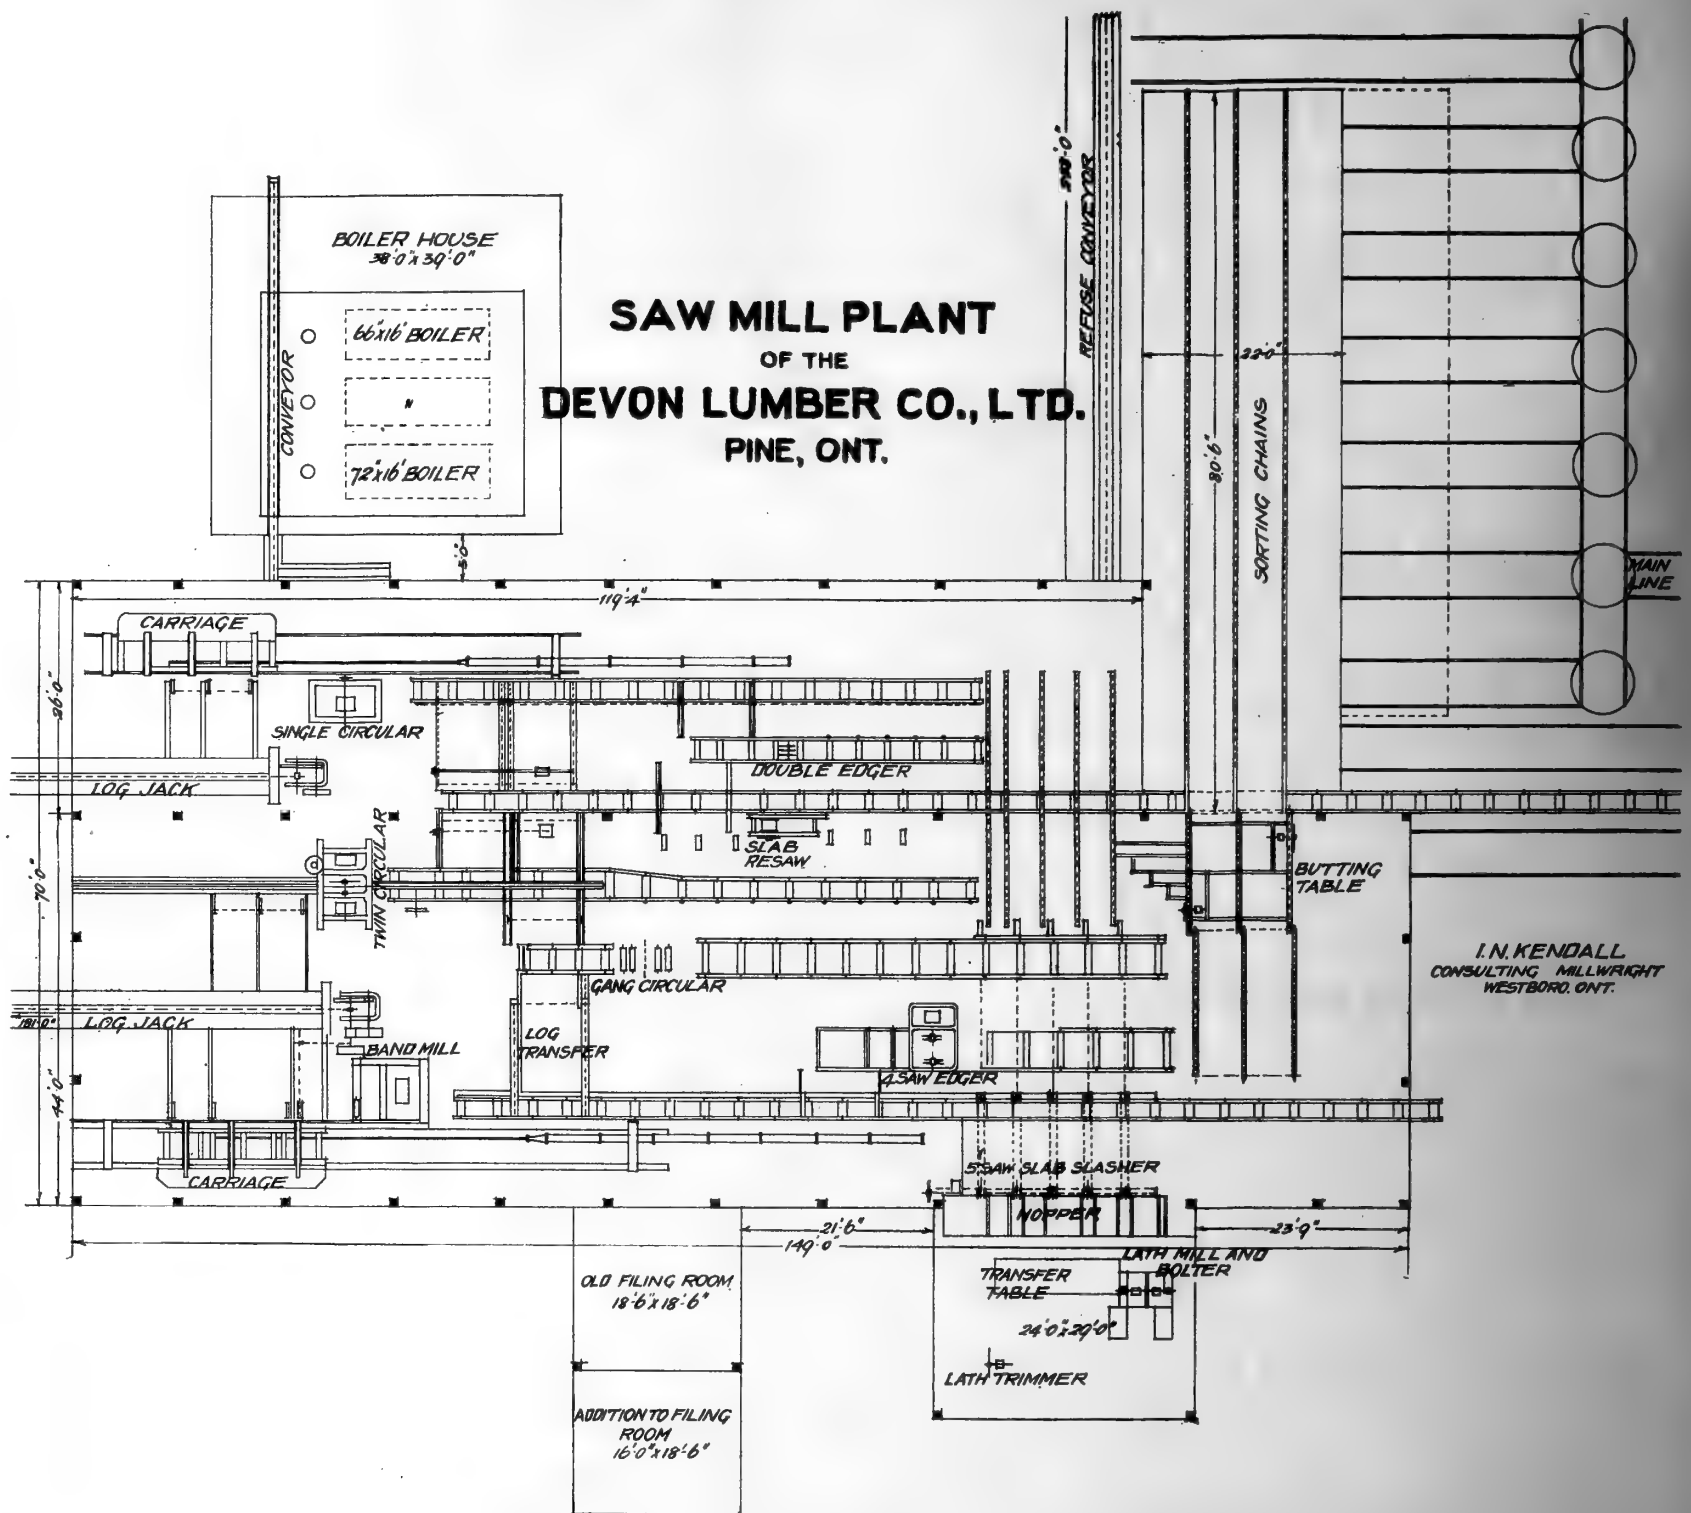 BOILER HOUSE
38'-0" x 39'-0"
66"x16' BOILER
"
72"x16' BOILER
CONVEYOR
5'-0"
SAW MILL PLANT
OF THE
DEVON LUMBER CO., LTD.
PINE, ONT.
REFUSE CONVEYOR
22'-0"
80'-6"
SORTING CHAINS
MAIN
LINE
119'-4"
CARRIAGE
26'-0"
SINGLE CIRCULAR
LOG JACK
DOUBLE EDGER
70'-0"
TWIN CIRCULAR
SLAB
RESAW
BUTTING
TABLE
GANG CIRCULAR
I. N. KENDALL
CONSULTING MILLWRIGHT
WESTBORO. ONT.
LOG JACK
BAND MILL
LOG
TRANSFER
4 SAW EDGER
44'-0"
CARRIAGE
5 SAW SLAB SLASHER
HOPPER
21'-6"
23'-9"
149'-0"
LATH MILL AND
BOLTER
TRANSFER
TABLE
24'-0" x 29'-0"
LATH TRIMMER
OLD FILING ROOM
18'-6" x 18'-6"
ADDITION TO FILING
ROOM
16'-0" x 18'-6"